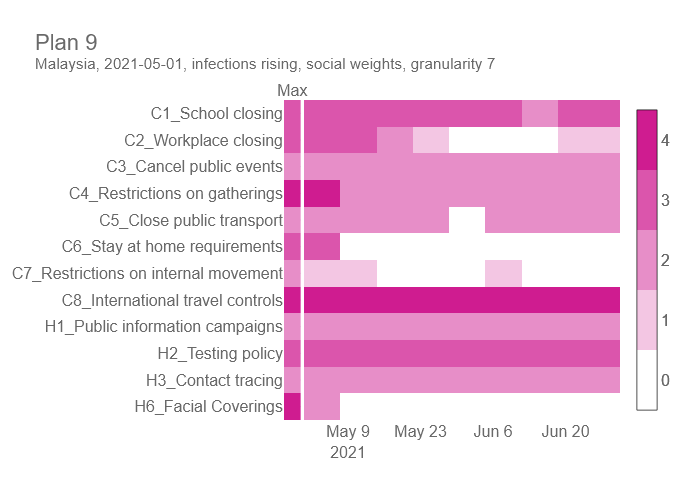 Plan 9
Malaysia, 2021-05-01, infections rising, social weights, granularity 7
Max
C1_School closing
C2_Workplace closing
C3_Cancel public events
C4_Restrictions on gatherings
C5_Close public transport
C6_Stay at home requirements
C7_Restrictions on internal movement
C8_International travel controls
H1_Public information campaigns
H2_Testing policy
H3_Contact tracing
H6_Facial Coverings
May 9 May 23 Jun 6 Jun 20
2021
4
3
2
1
0